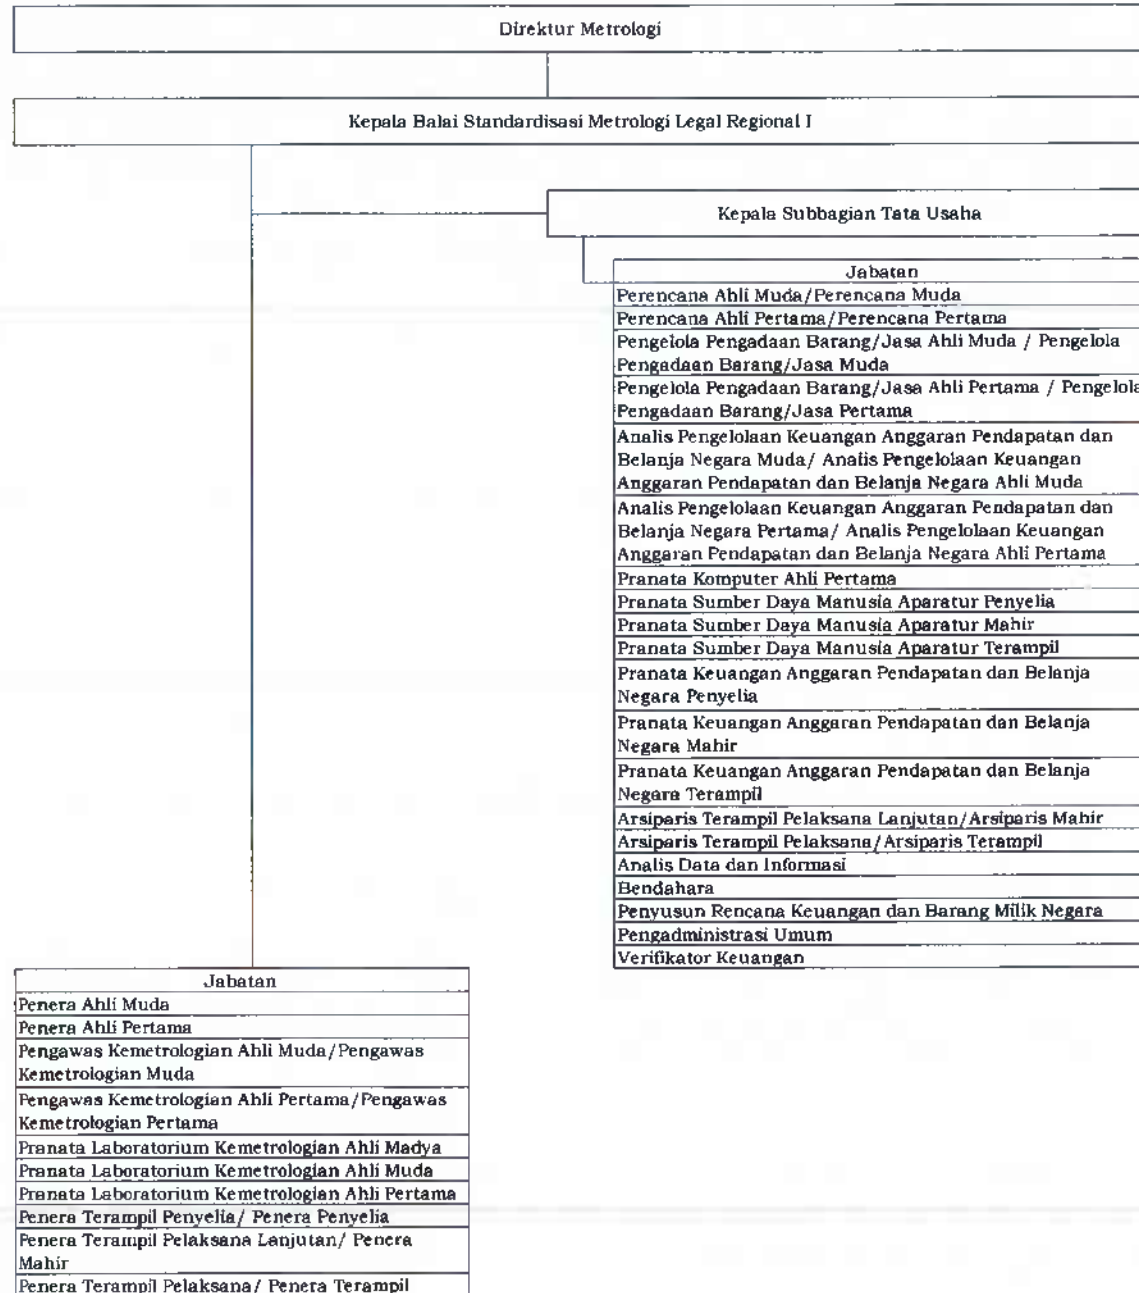 Direktur Metrologi
Kepala Balai Standardisasi Metrologi Legal Regional I
Kepala Subbagian Tata Usaha
Jabatan
Perencana Ahli Muda/Perencana Muda
Perencana Ahli Pertama/Perencana Pertama
Pengelola Pengadaan Barang/Jasa Ahli Muda / Pengelola
Pengadaan Barang/Jasa Muda
Pengelola Pengadaan Barang/Jasa Ahli Pertama / Pengelola
Pengadaan Barang/Jasa Pertama
Analis Pengelolaan Keuangan Anggaran Pendapatan dan
Belanja Negara Muda/ Analis Pengelolaan Keuangan
Anggaran Pendapatan dan Belanja Negara Ahli Muda
Analis Pengelolaan Keuangan Anggaran Pendapatan dan
Belanja Negara Pertama/ Analis Pengelolaan Keuangan
Anggaran Pendapatan dan Belanja Negara Ahli Pertama
Pranata Komputer Ahli Pertama
Pranata Sumber Daya Manusia Aparatur Penyelia
Pranata Sumber Daya Manusia Aparatur Mahir
Pranata Sumber Daya Manusia Aparatur Terampil
Pranata Keuangan Anggaran Pendapatan dan Belanja
Negara Penyelia
Pranata Keuangan Anggaran Pendapatan dan Belanja
Negara Mahir
Pranata Keuangan Anggaran Pendapatan dan Belanja
Negara Terampil
Arsiparis Terampil Pelaksana Lanjutan/Arsiparis Mahir
Arsiparis Terampil Pelaksana/Arsiparis Terampil
Analis Data dan Informasi
Bendahara
Penyusun Rencana Keuangan dan Barang Milik Negara
Pengadministrasi Umum
Verifikator Keuangan
Jabatan
Penera Ahli Muda
Penera Ahli Pertama
Pengawas Kemetrologian Ahli Muda/Pengawas
Kemetrologian Muda
Pengawas Kemetrologian Ahli Pertama/Pengawas
Kemetrologian Pertama
Pranata Laboratorium Kemetrologian Ahli Madya
Pranata Laboratorium Kemetrologian Ahli Muda
Pranata Laboratorium Kemetrologian Ahli Pertama
Penera Terampil Penyelia/ Penera Penyelia
Penera Terampil Pelaksana Lanjutan/ Penera
Mahir
Penera Terampil Pelaksana/ Penera Terampil